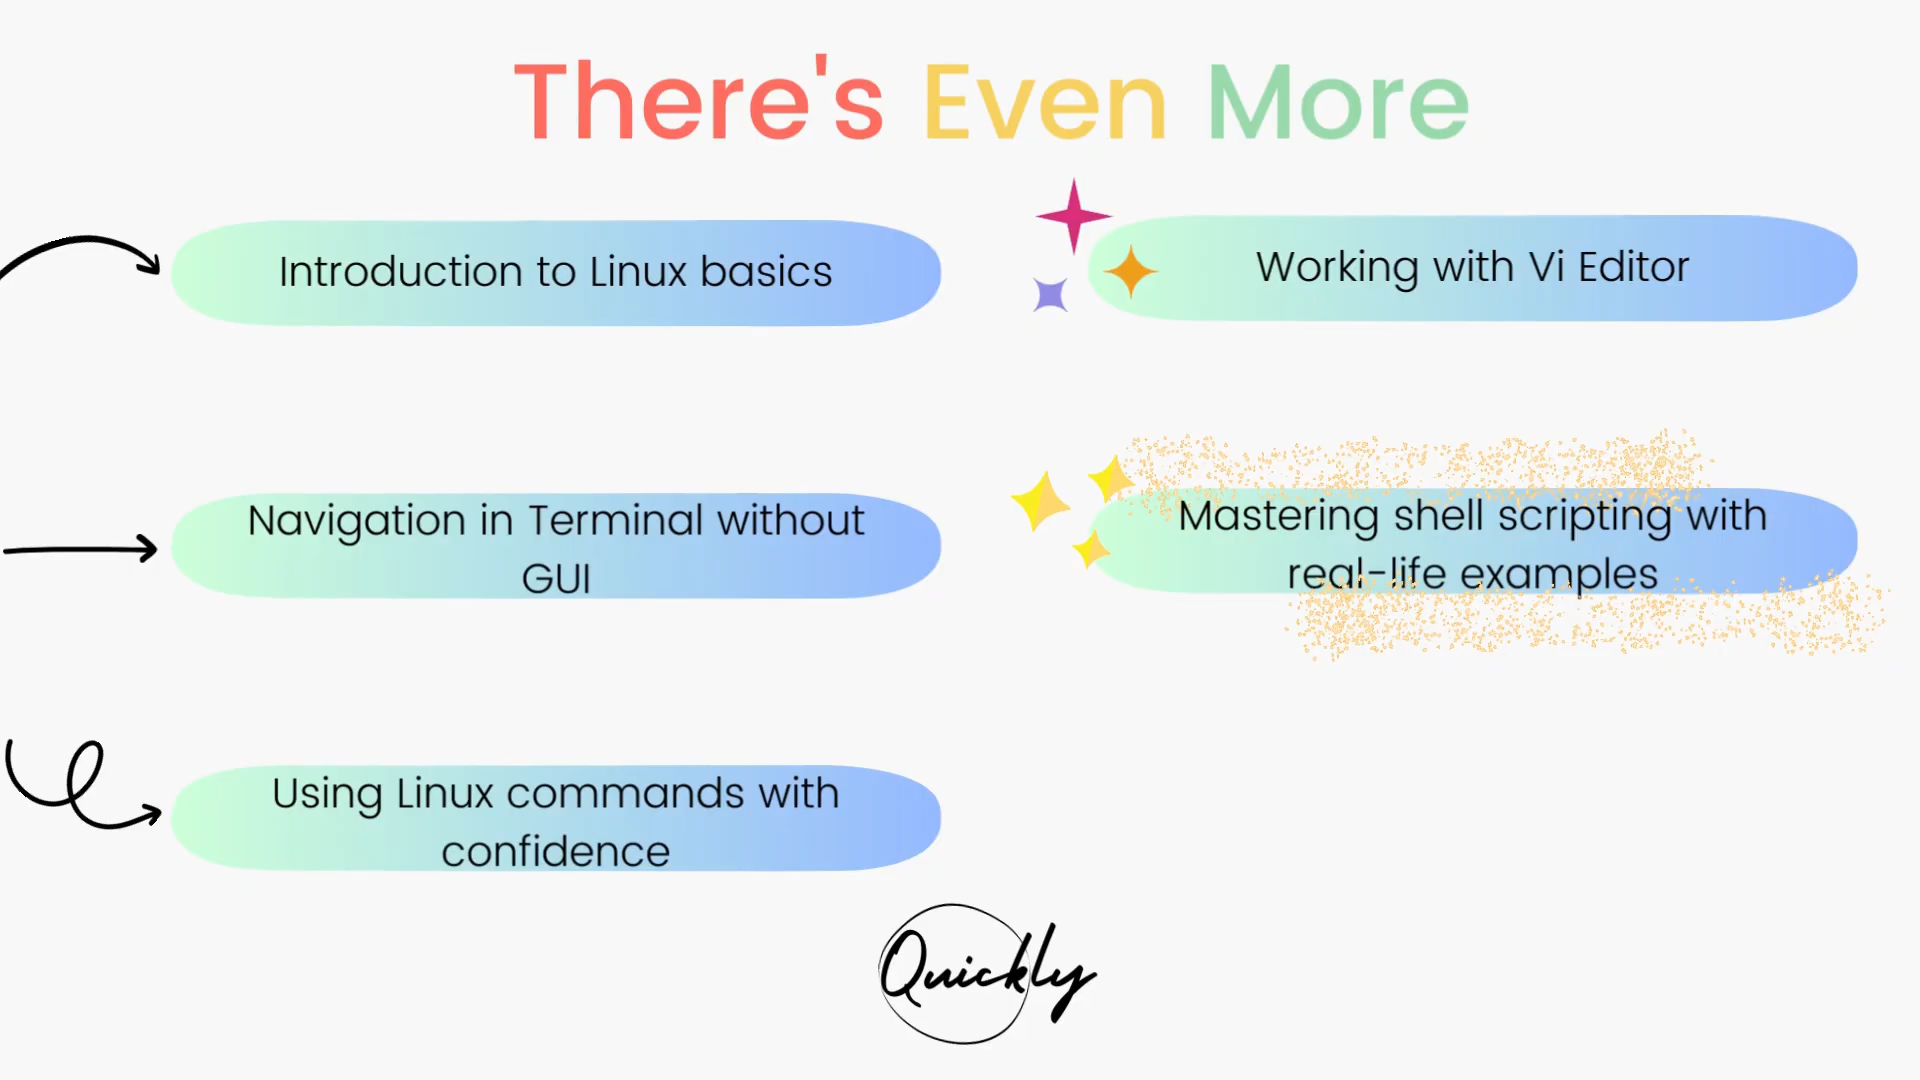 There's Even More
Introduction to Linux basics
Navigation in Terminal without
GUI
Using Linux commands with
confidence
Working with Vi Editor
Mastering shell scripting with
real-life examples
Quickly